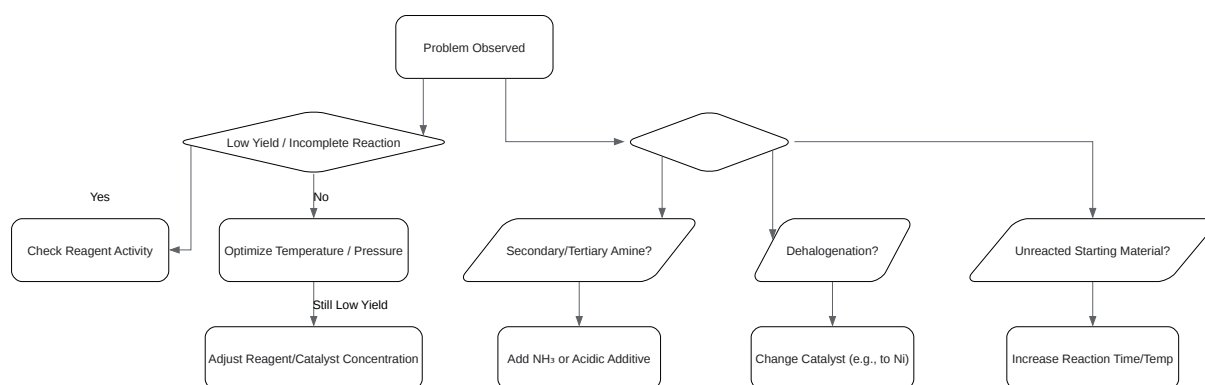 Problem Observed
Low Yield / Incomplete Reaction
Yes
No
Check Reagent Activity
Optimize Temperature / Pressure
Secondary/Tertiary Amine?
Dehalogenation?
Unreacted Starting Material?
Still Low Yield
Adjust Reagent/Catalyst Concentration
Add NH₃ or Acidic Additive
Change Catalyst (e.g., to Ni)
Increase Reaction Time/Temp